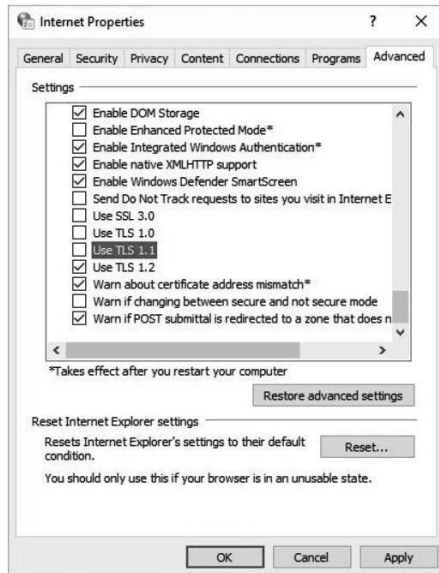 Internet Properties
? X
General Security Privacy Content Connections Programs Advanced
Settings
Enable DOM Storage
Enable Enhanced Protected Mode*
Enable Integrated Windows Authentication*
Enable native XMLHTTP support
Enable Windows Defender SmartScreen
Send Do Not Track requests to sites you visit in Internet E
Use SSL 3.0
Use TLS 1.0
Use TLS 1.1
Use TLS 1.2
Warn about certificate address mismatch*
Warn if changing between secure and not secure mode
Warn if POST submittal is redirected to a zone that does n
*Takes effect after you restart your computer
Restore advanced settings
Reset Internet Explorer settings
Resets Internet Explorer's settings to their default
condition.
Reset...
You should only use this if your browser is in an unusable state.
OK Cancel Apply